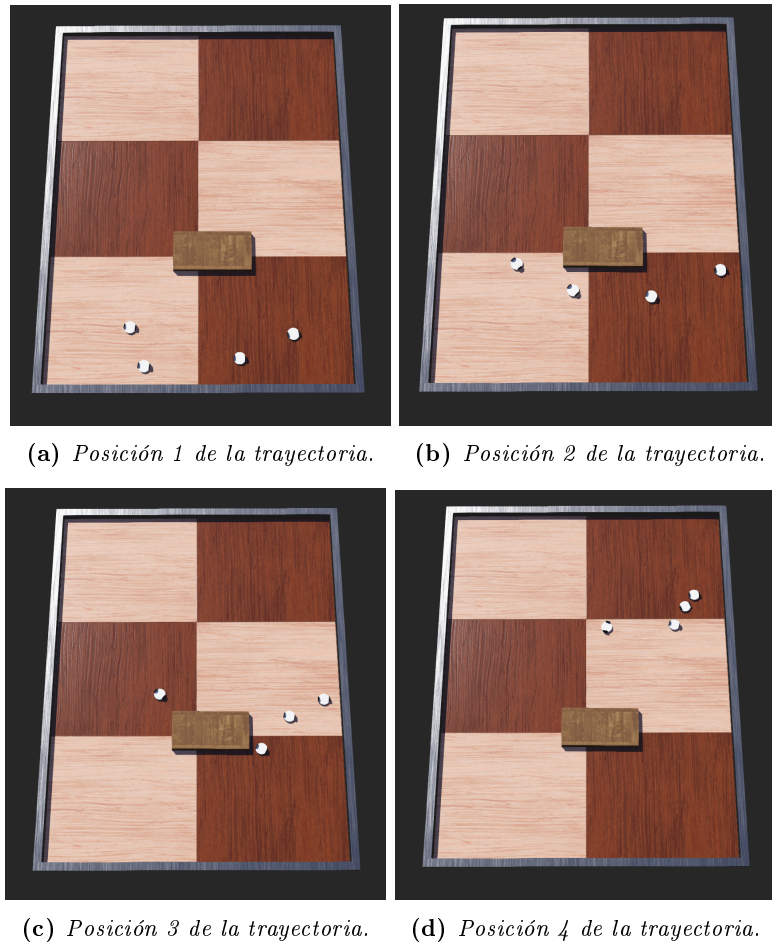 (a) Posición 1 de la trayectoria.
(b) Posición 2 de la trayectoria.
(c) Posición 3 de la trayectoria.
(d) Posición 4 de la trayectoria.